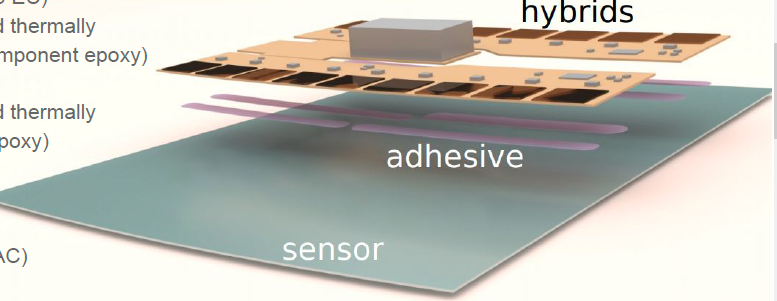 hybrids
d thermally
mponent epoxy)
d thermally
poxy)
adhesive
sensor
AC)